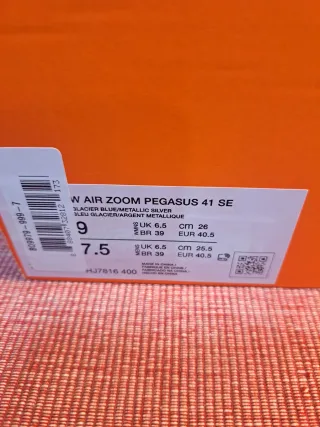 W AIR ZOOM PEGASUS 41 SE
GLACIER BLUE/METALLIC SILVER
BLEU GLACIER/ARGENT METALLIQUE
9 WMNS UK 6.5 cm 26
BR 39 EUR 40.5
7.5 MENS UK 6.5 cm 25.5
BR 39 EUR 40.5
HJ7816 400